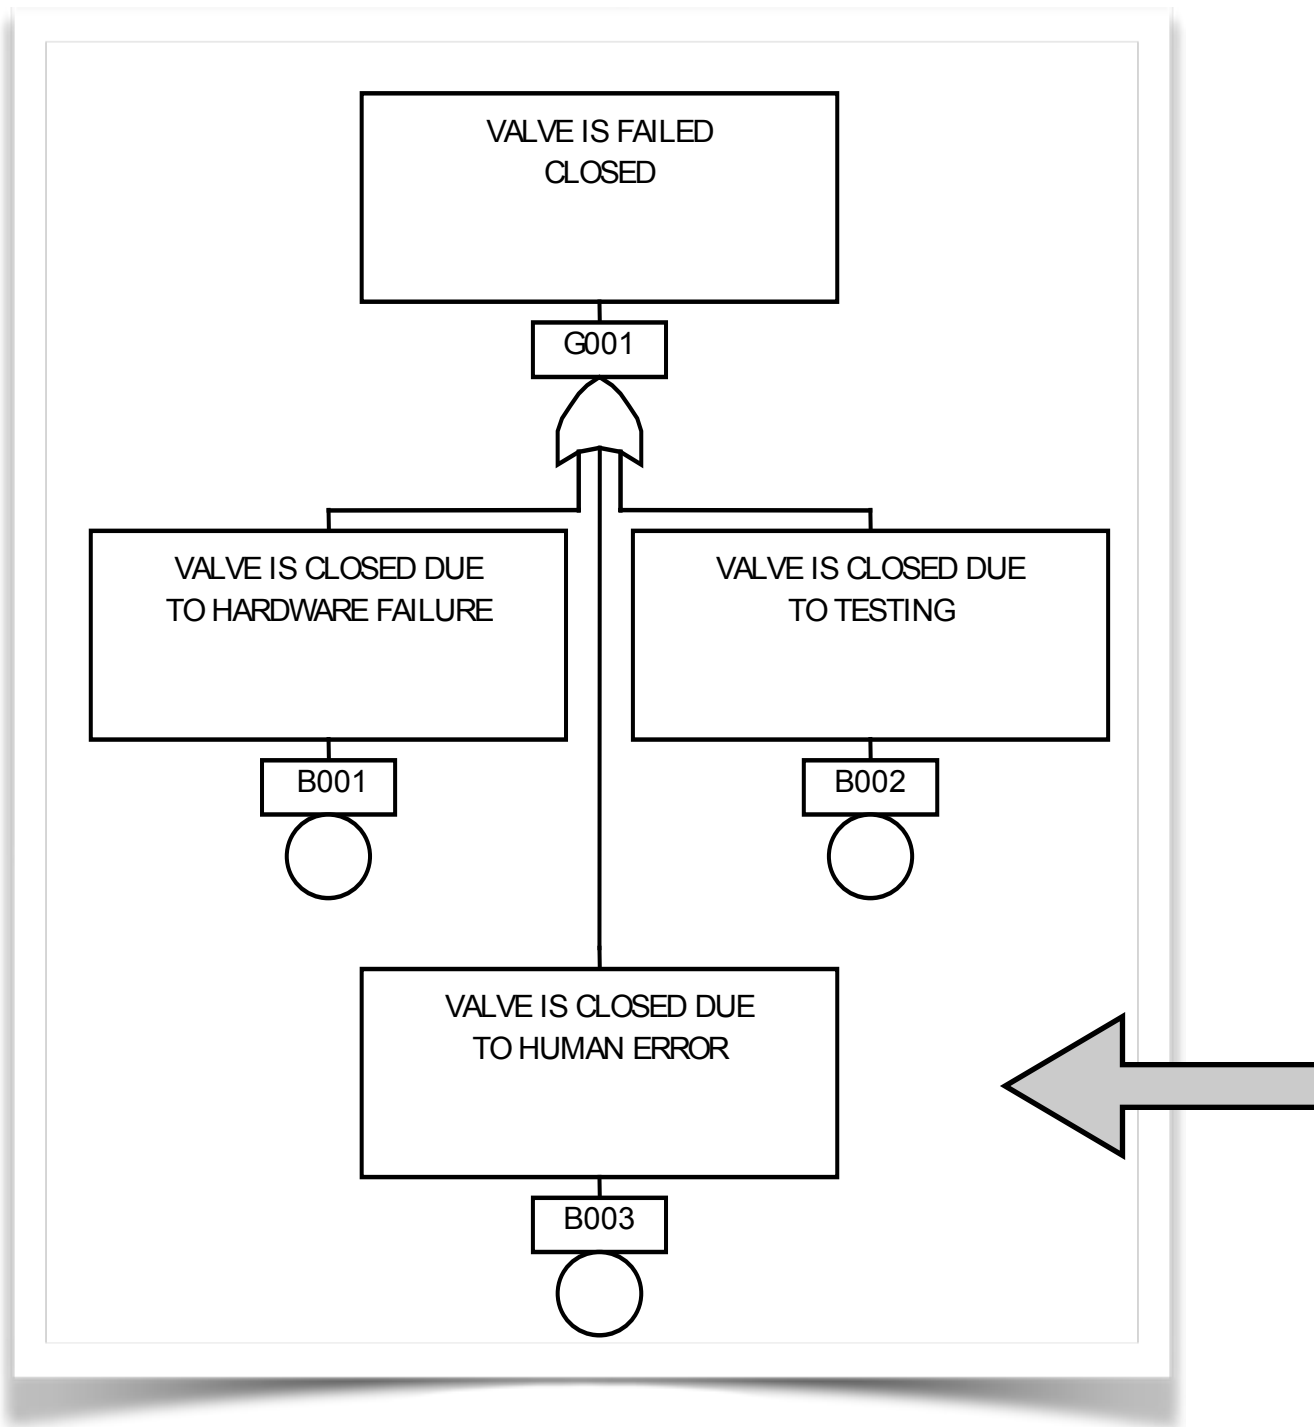 VALVE IS FAILED
CLOSED
G001
VALVE IS CLOSED DUE
TO HARDWARE FAILURE
B001
VALVE IS CLOSED DUE
TO TESTING
B002
VALVE IS CLOSED DUE
TO HUMAN ERROR
B003